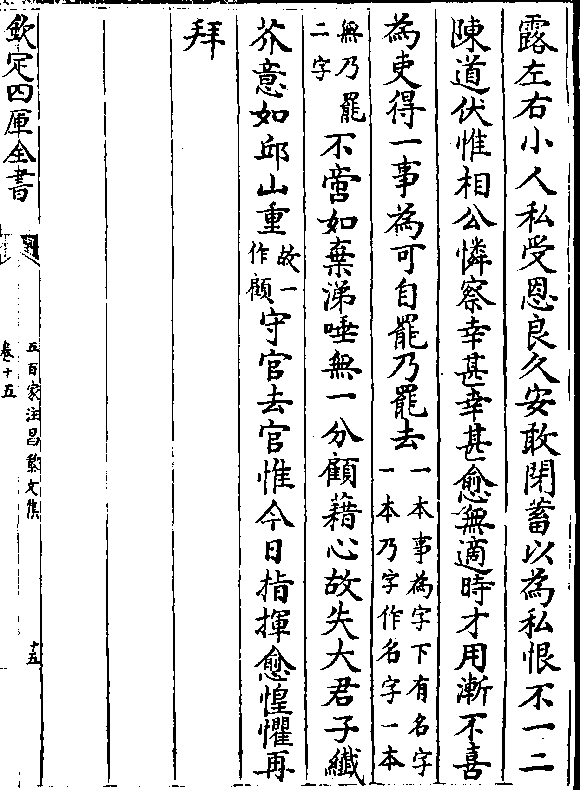 露左右小人私受恩良久安敢閉蓄以為私恨不一二
陳道伏惟相公憐察幸甚幸甚愈無適時才用漸不喜
為吏得一事為可自罷乃罷去一本事為字下有名字一本乃字作名字一本
無乃罷二字不啻如棄涕唾無一分顧藉心故失大君子纖
芥意如邱山重故一作顧守官去官惟今日指揮愈惶懼再
拜
欽定四庫全書
五百家注昌黎文集
卷十五
十五